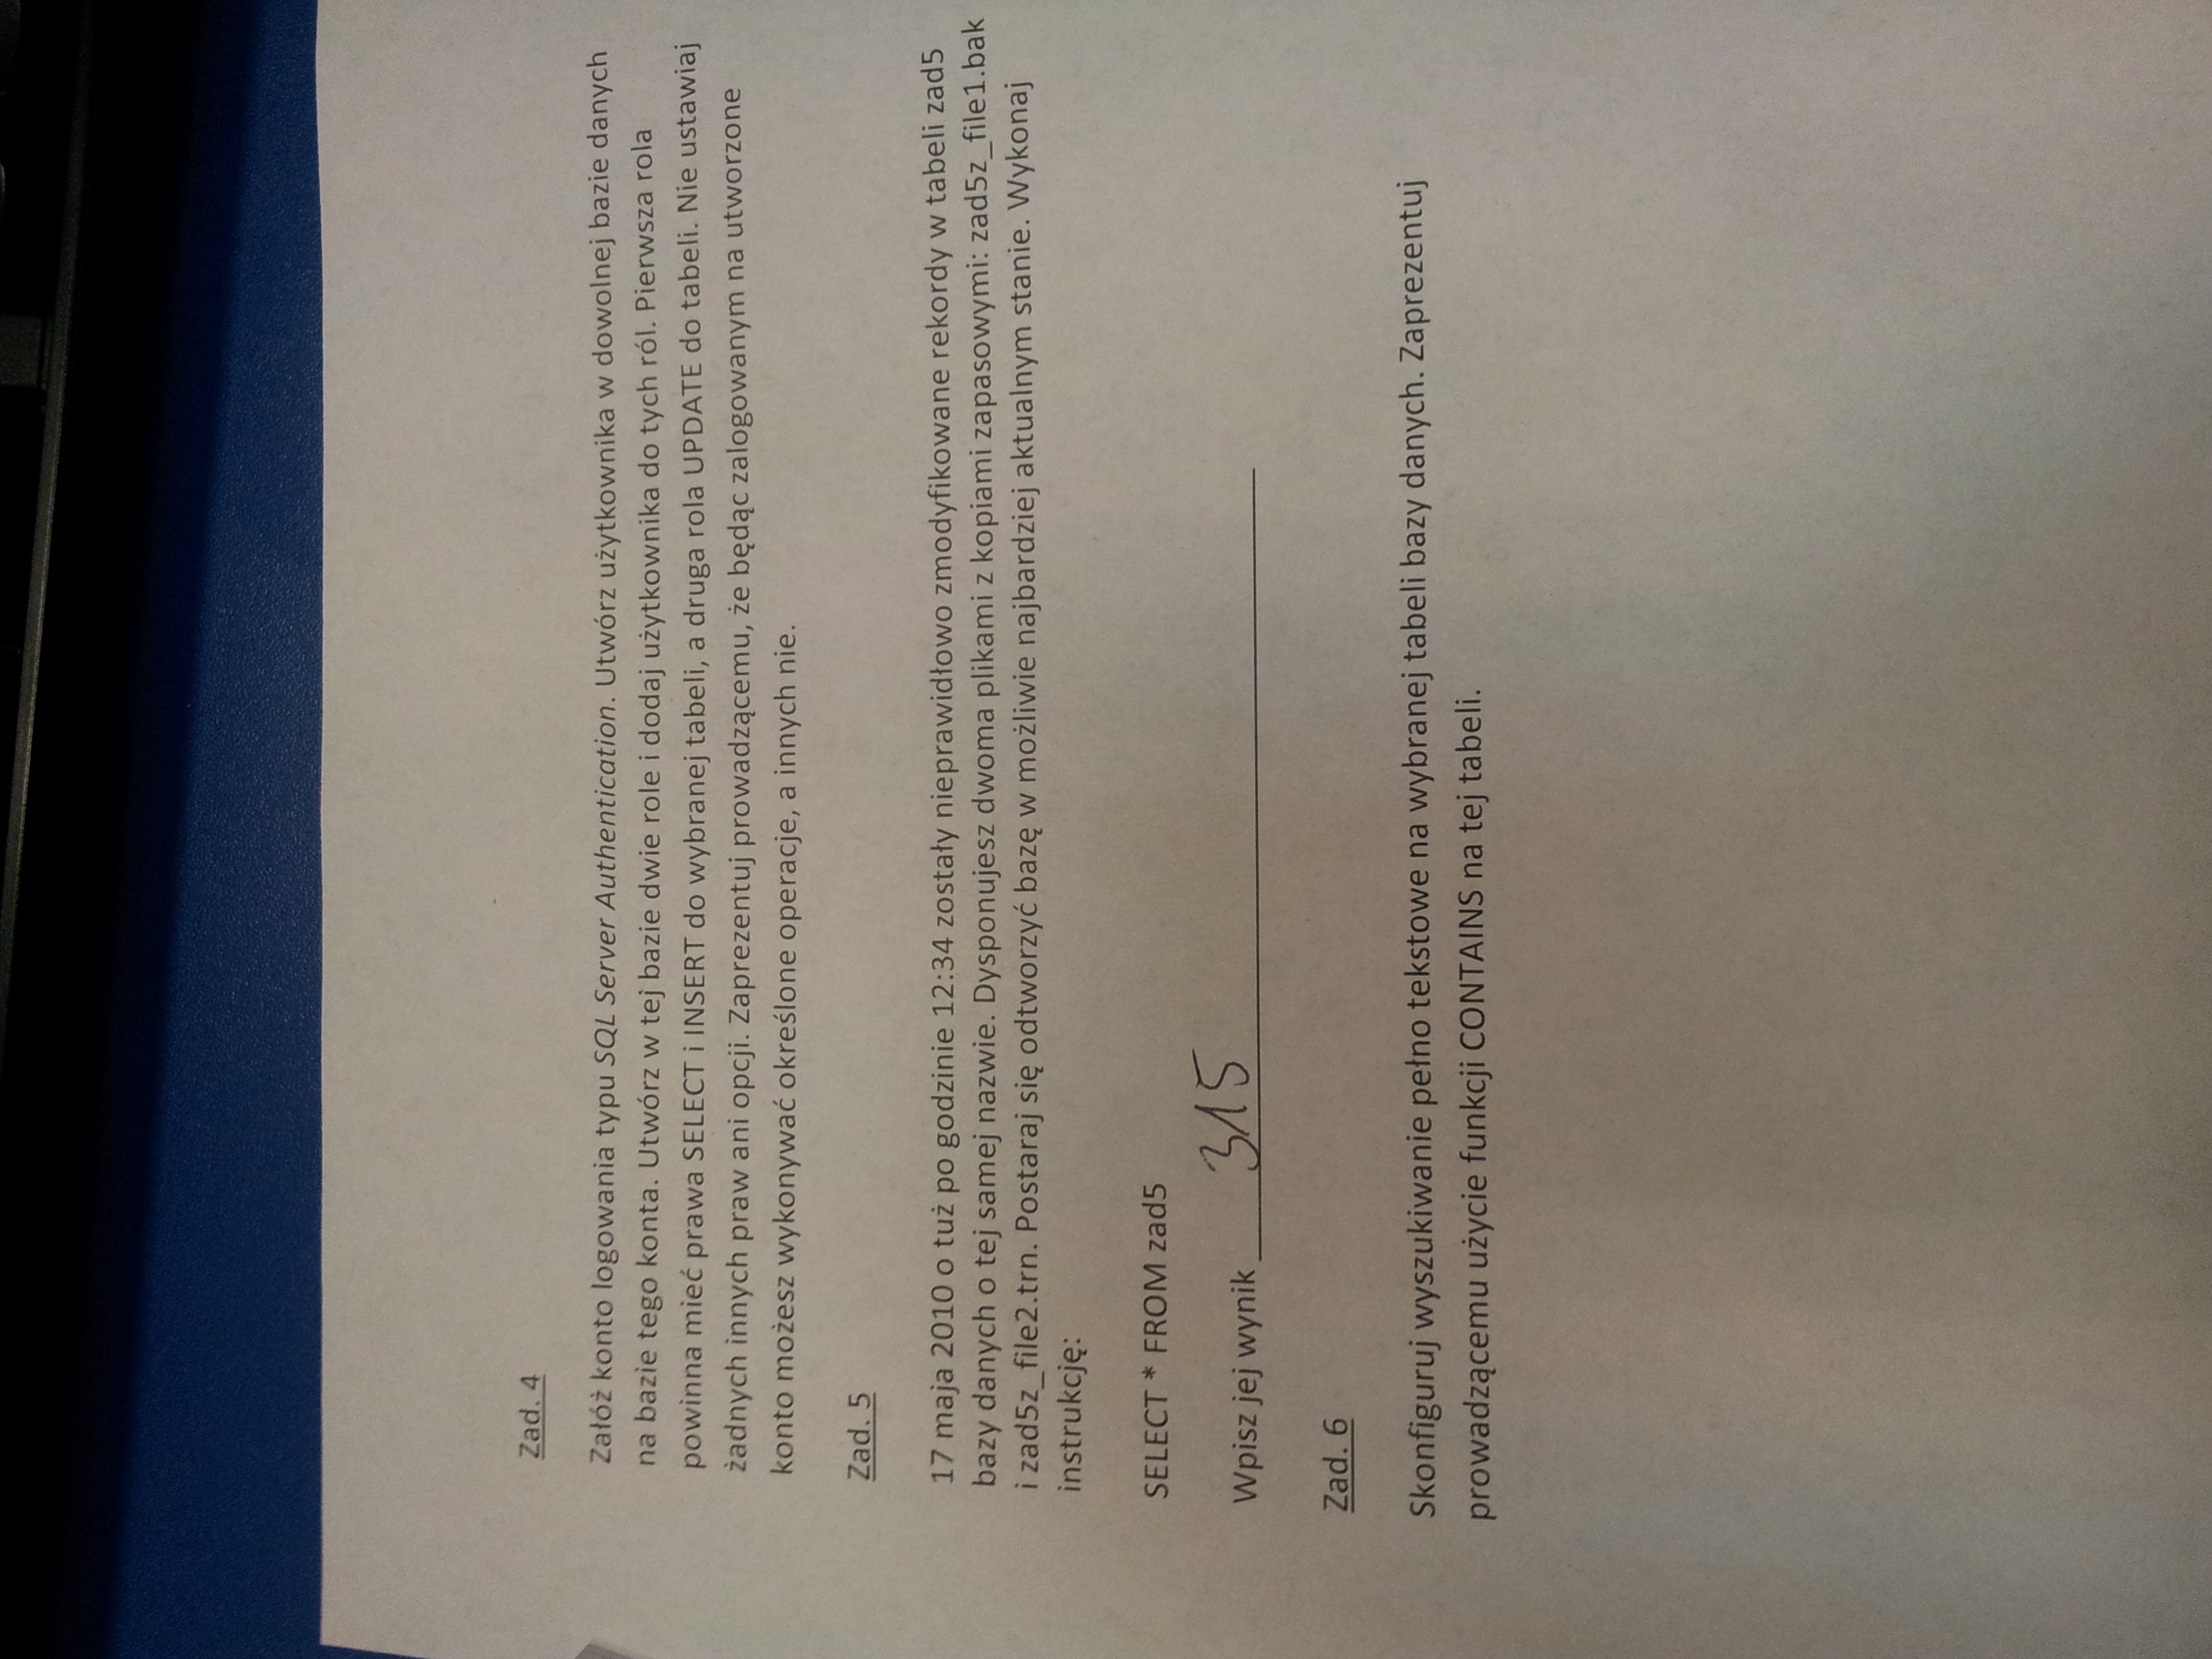 Zad. 4
Załóż konto logowania typu SQL Server Authentication. Utwórz użytkownika w dowolnej bazie danych
na bazie tego konta. Utwórz w tej bazie dwie role i dodaj użytkownika do tych ról. Pierwsza rola
powinna mieć prawa SELECT i INSERT do wybranej tabeli, a druga rola UPDATE do tabeli. Nie ustawiaj
żadnych innych praw ani opcji. Zaprezentuj prowadzącemu, że będąc zalogowanym na utworzone
konto możesz wykonywać określone operacje, a innych nie.
Zad. 5
17 maja 2010 o tuż po godzinie 12:34 zostały nieprawidłowo zmodyfikowane rekordy w tabeli zad5
bazy danych o tej samej nazwie. Dysponujesz dwoma plikami z kopiami zapasowymi: zad5z_file1.bak
i zad5z_file2.trn. Postaraj się odtworzyć bazę w możliwie najbardziej aktualnym stanie. Wykonaj
instrukcję:
SELECT * FROM zad5
Wpisz jej wynik 315
Zad. 6
Skonfiguruj wyszukiwanie pełno tekstowe na wybranej tabeli bazy danych. Zaprezentuj
prowadzącemu użycie funkcji CONTAINS na tej tabeli.